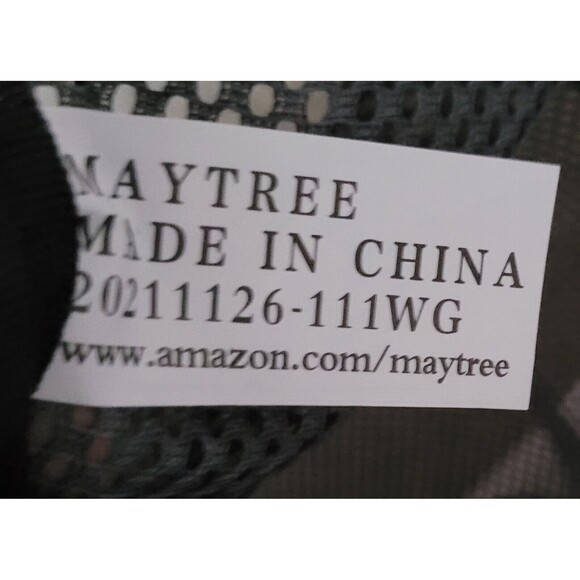 MAYTREE
MADE IN CHINA
20211126-111WG
www.amazon.com/maytree